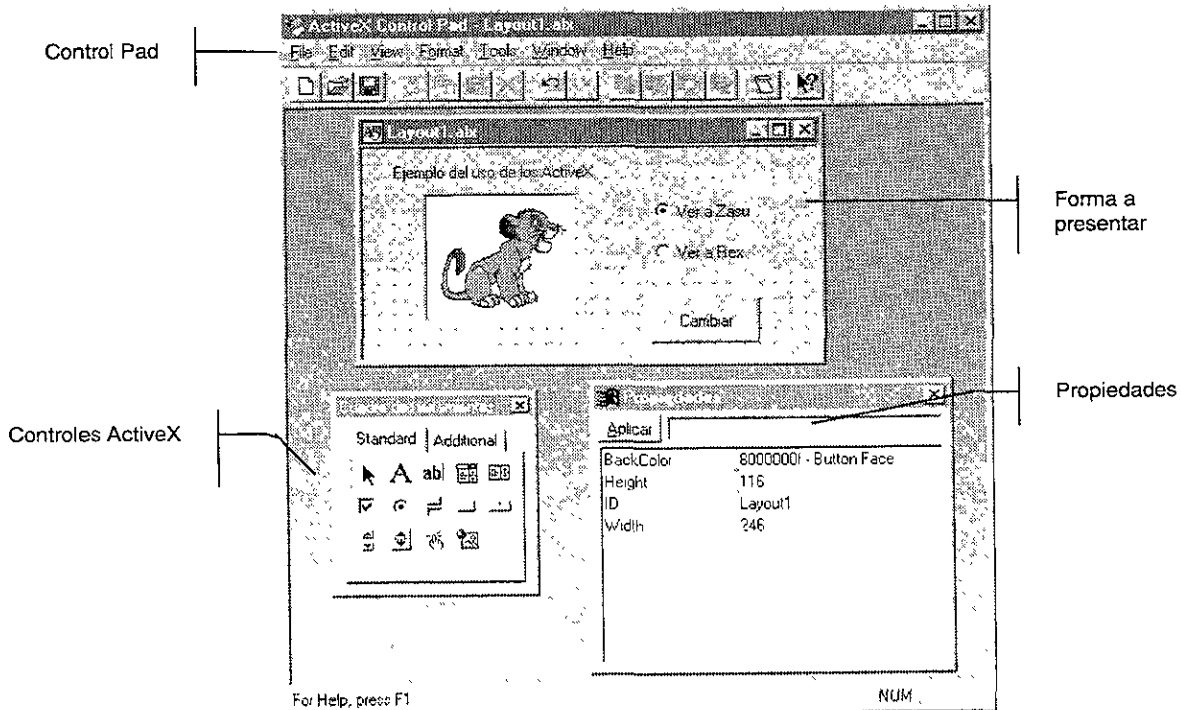 ActiveX Control Pad - Layout1.alx
Control Pad
File Edit View Format Tools Window Help
Layout1.alx
Ejemplo del uso de los ActiveX
Ver a Zasu
Ver a Rex
Cambiar
Forma a
presentar
Propiedades
Controles ActiveX
Standard Additional
A ab
Aplicar
BackColor 8000000f - Button Face
Height 116
ID Layout1
Width 246
For Help, press F1
NUM